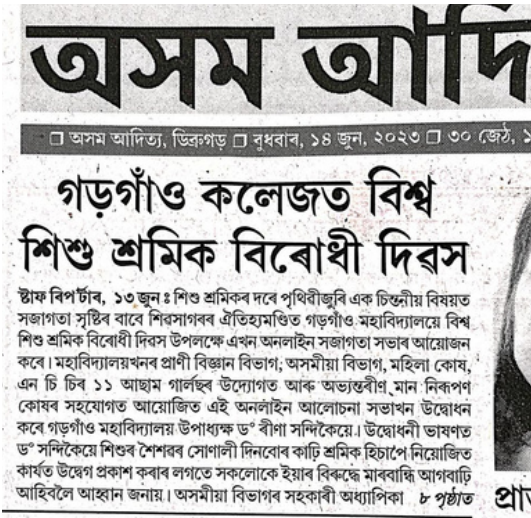 অসম আদি
❐ অসম আদিত্য, ডিব্ৰুগড় ❐ বুধবাৰ, ১৪ জুন, ২০২৩ ❐ ৩০ জেঠ,
গড়গাঁও কলেজত বিশ্ব
শিশু শ্ৰমিক বিৰোধী দিৱস
ষ্টাফ ৰিপ'ৰ্টাৰ, ১৩ জুন ঃ শিশু শ্ৰমিকৰ দৰে পৃথিৱীজুৰি এক চিন্তনীয় বিষয়ত
সজাগতা সৃষ্টিৰ বাবে শিৱসাগৰৰ ঐতিহ্যমণ্ডিত গড়গাঁও মহাবিদ্যালয়ে বিশ্ব
শিশু শ্ৰমিক বিৰোধী দিৱস উপলক্ষে এখন অনলাইন সজাগতা সভাৰ আয়োজন
কৰে। মহাবিদ্যালয়খনৰ প্ৰাণী বিজ্ঞান বিভাগ, অসমীয়া বিভাগ, মহিলা কোষ,
এন চি চিৰ ১১ আছাম গাৰ্লছৰ উদ্যোগত আৰু অভ্যন্তৰীণ মান নিৰূপণ
কোষৰ সহযোগত আয়োজিত এই অনলাইন আলোচনা সভাখন উদ্বোধন
কৰে গড়গাঁও মহাবিদ্যালয় উপাধ্যক্ষ ড° ৰীণা সন্দিকৈয়ে। উদ্বোধনী ভাষণত
ড° সন্দিকৈয়ে শিশুৰ শৈশৱৰ সোণালী দিনবোৰ কাঢ়ি শ্ৰমিক হিচাপে নিয়োজিত
কাৰ্যত উদ্বেগ প্ৰকাশ কৰাৰ লগতে সকলোকে ইয়াৰ বিৰুদ্ধে মাৰবান্ধি আগবাঢ়ি
আহিবলৈ আহ্বান জনায়। অসমীয়া বিভাগৰ সহকাৰী অধ্যাপিকা ৮ পৃষ্ঠাত